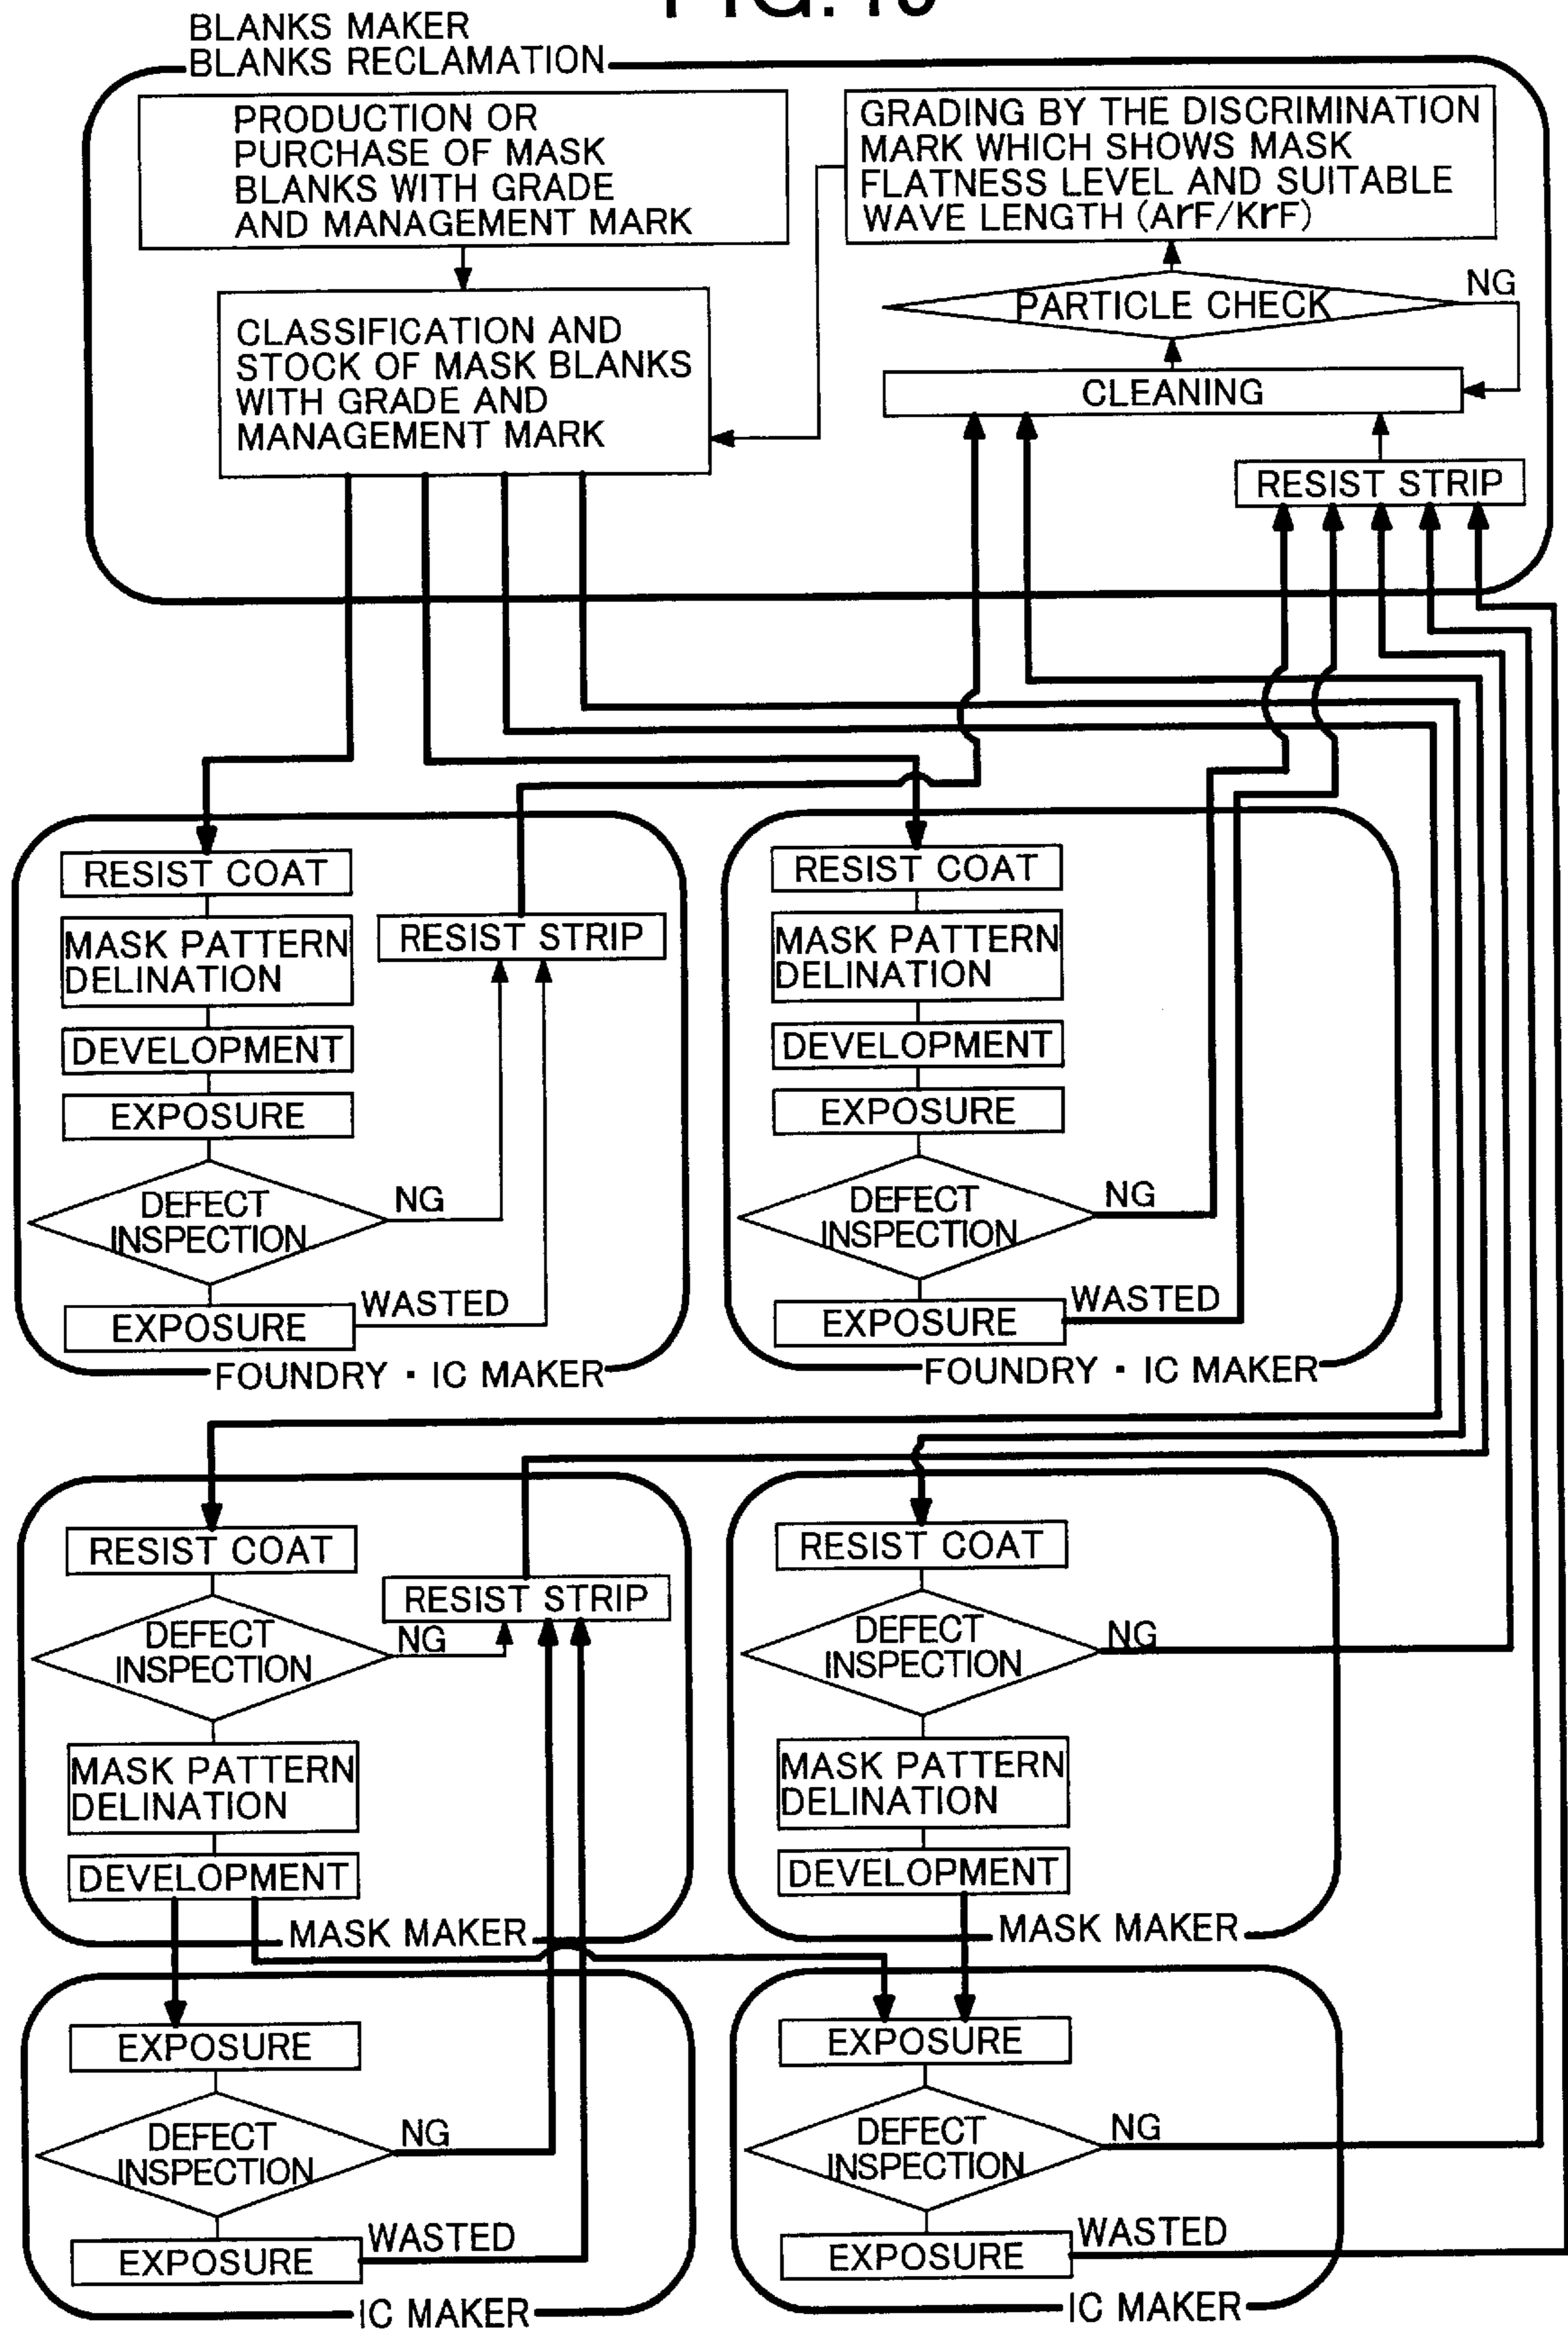 BLANKS MAKER
BLANKS RECLAMATION
PRODUCTION OR
PURCHASE OF MASK
BLANKS WITH GRADE
AND MANAGEMENT MARK
GRADING BY THE DISCRIMINATION
MARK WHICH SHOWS MASK
FLATNESS LEVEL AND SUITABLE
WAVE LENGTH (ArF/KrF)
PARTICLE CHECK
NG
CLASSIFICATION AND
STOCK OF MASK BLANKS
WITH GRADE AND
MANAGEMENT MARK
CLEANING
RESIST STRIP
RESIST COAT
MASK PATTERN
DELINATION
RESIST STRIP
DEVELOPMENT
EXPOSURE
DEFECT
INSPECTION
NG
EXPOSURE
WASTED
FOUNDRY・IC MAKER
RESIST COAT
MASK PATTERN
DELINATION
DEVELOPMENT
EXPOSURE
DEFECT
INSPECTION
NG
EXPOSURE
WASTED
FOUNDRY・IC MAKER
RESIST COAT
RESIST STRIP
DEFECT
INSPECTION
NG
MASK PATTERN
DELINATION
DEVELOPMENT
MASK MAKER
RESIST COAT
DEFECT
INSPECTION
NG
MASK PATTERN
DELINATION
DEVELOPMENT
MASK MAKER
EXPOSURE
DEFECT
INSPECTION
NG
EXPOSURE
WASTED
IC MAKER
EXPOSURE
DEFECT
INSPECTION
NG
EXPOSURE
WASTED
IC MAKER